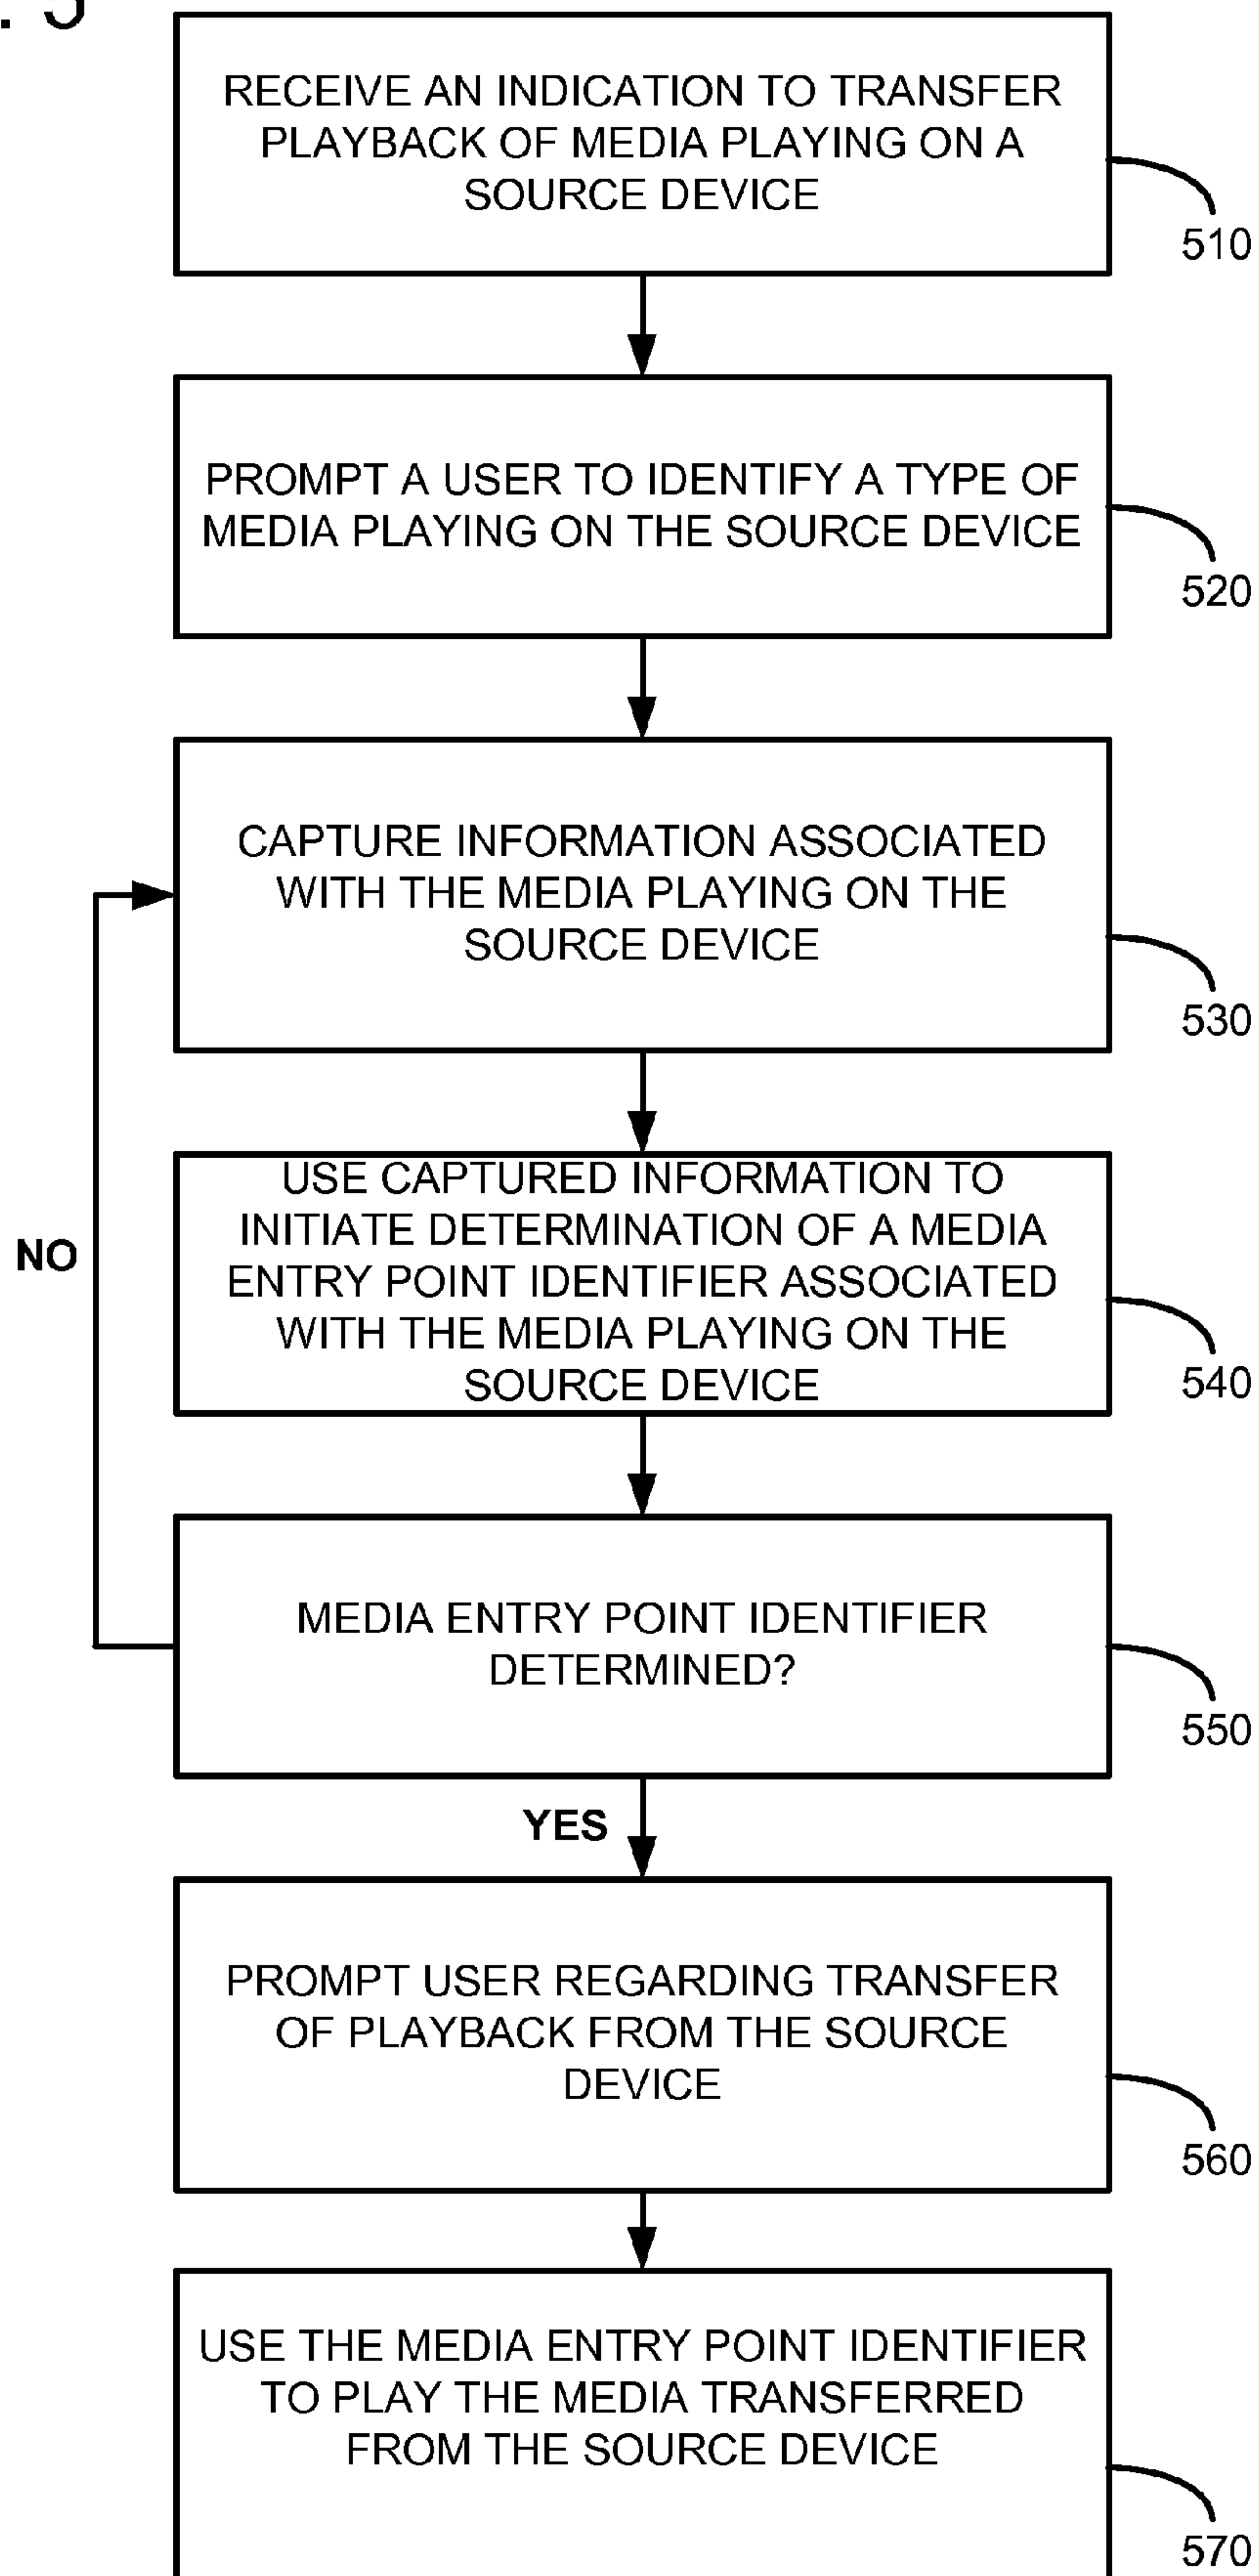 . 5
RECEIVE AN INDICATION TO TRANSFER
PLAYBACK OF MEDIA PLAYING ON A
SOURCE DEVICE
510
PROMPT A USER TO IDENTIFY A TYPE OF
MEDIA PLAYING ON THE SOURCE DEVICE
520
CAPTURE INFORMATION ASSOCIATED
WITH THE MEDIA PLAYING ON THE
SOURCE DEVICE
530
USE CAPTURED INFORMATION TO
INITIATE DETERMINATION OF A MEDIA
ENTRY POINT IDENTIFIER ASSOCIATED
WITH THE MEDIA PLAYING ON THE
SOURCE DEVICE
540
NO
MEDIA ENTRY POINT IDENTIFIER
DETERMINED?
550
YES
PROMPT USER REGARDING TRANSFER
OF PLAYBACK FROM THE SOURCE
DEVICE
560
USE THE MEDIA ENTRY POINT IDENTIFIER
TO PLAY THE MEDIA TRANSFERRED
FROM THE SOURCE DEVICE
570